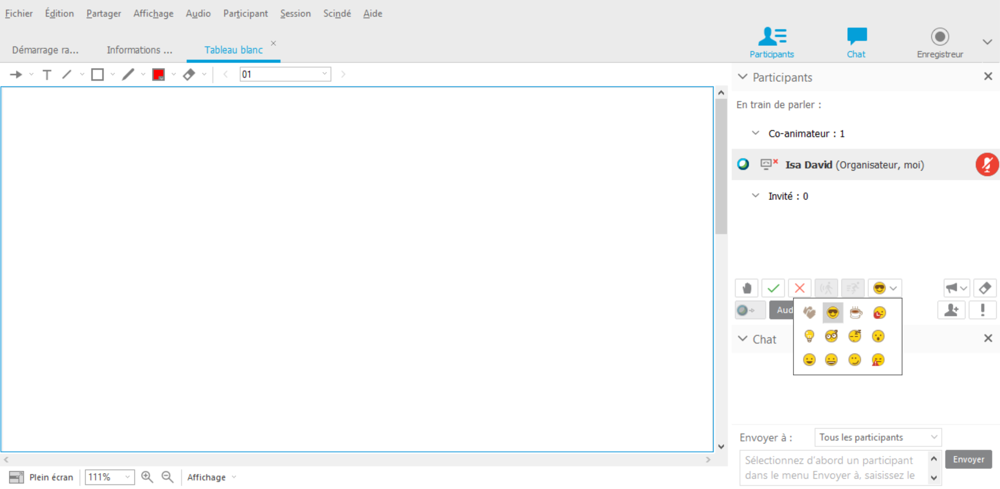 Fichier Édition Partager Affichage Audio Participant Session Scindé Aide
Démarrage ra... Informations ... Tableau blanc
Participants Chat Enregistreur
T 01
Participants
En train de parler :
Co-animateur : 1
Isa David (Organisateur, moi)
Invité : 0
Aud
Chat
Envoyer à : Tous les participants
Sélectionnez d'abord un participant
dans le menu Envoyer à, saisissez le
Envoyer
Plein écran 111% Affichage